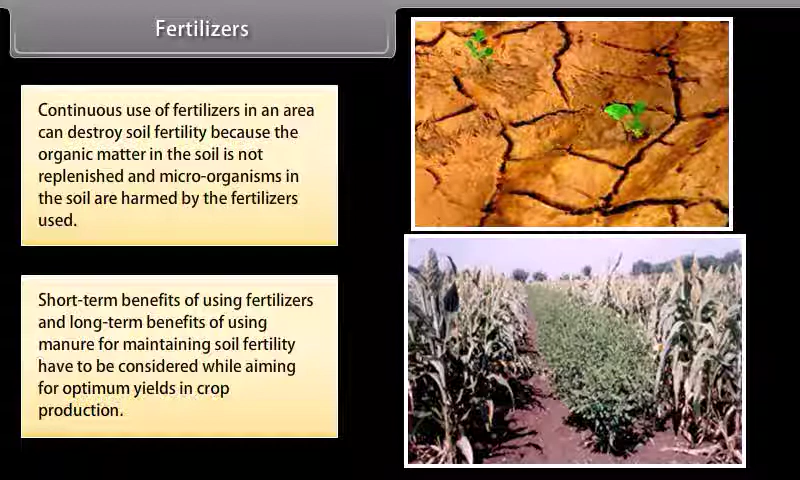 Fertilizers
Continuous use of fertilizers in an area
can destroy soil fertility because the
organic matter in the soil is not
replenished and micro-organisms in
the soil are harmed by the fertilizers
used.
Short-term benefits of using fertilizers
and long-term benefits of using
manure for maintaining soil fertility
have to be considered while aiming
for optimum yields in crop
production.